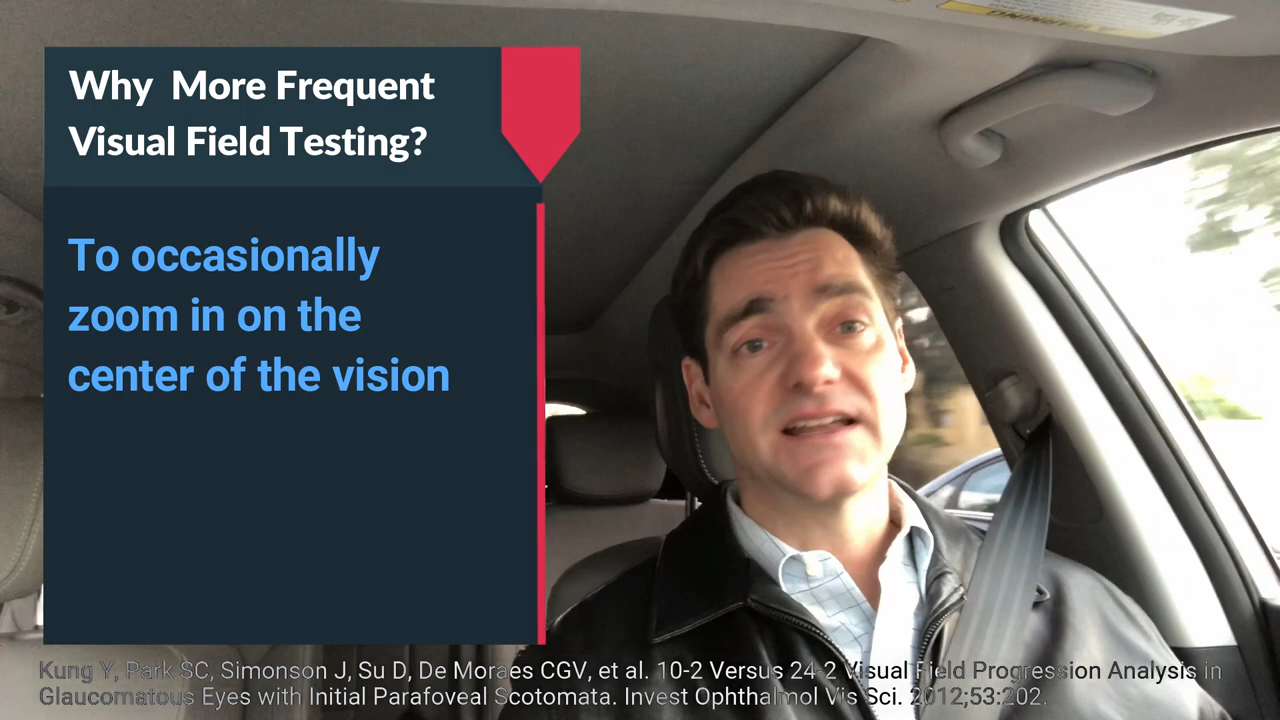 WARNING
Why More Frequent
Visual Field Testing?
To occasionally
zoom in on the
center of the vision
Kung Y, Park SC, Simonson J, Su D, De Moraes CGV, et al. 10-2 Versus 24-2 Visual Field Progression Analysis in
Glaucomatous Eyes with Initial Parafoveal Scotomata. Invest Ophthalmol Vis Sci. 2012;53:202.